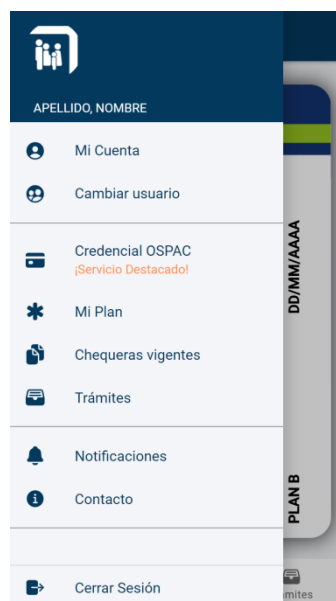 APELLIDO, NOMBRE
Mi Cuenta
Cambiar usuario
Credencial OSPAC
¡Servicio Destacado!
Mi Plan
Chequeras vigentes
Trámites
Notificaciones
Contacto
Cerrar Sesión
DD/MM/AAAA
PLAN B